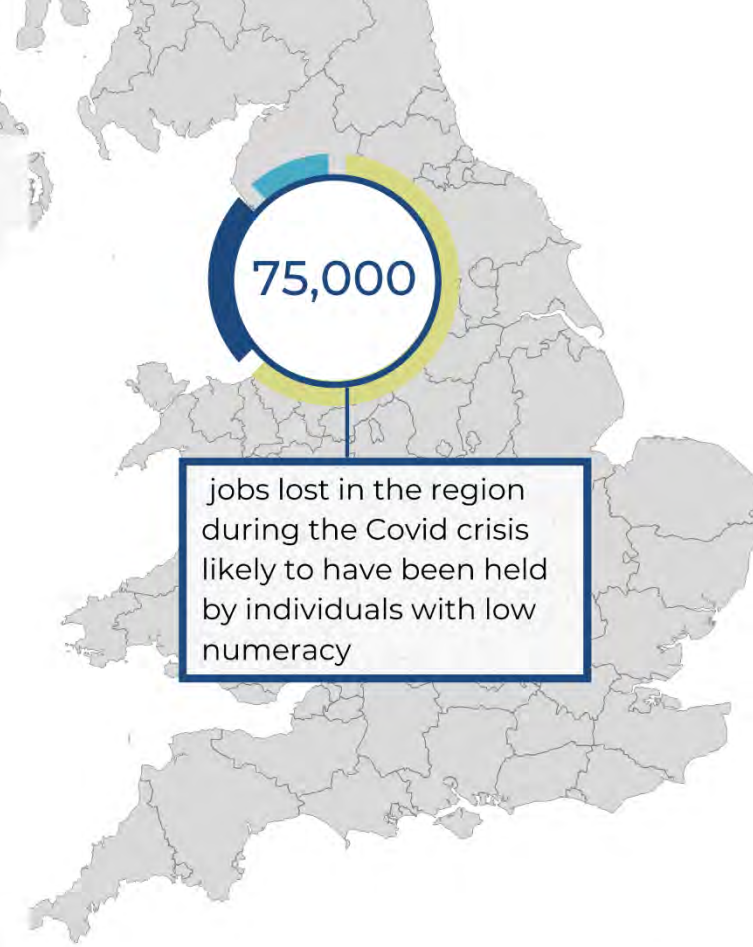 75,000
jobs lost in the region
during the Covid crisis
likely to have been held
by individuals with low
numeracy